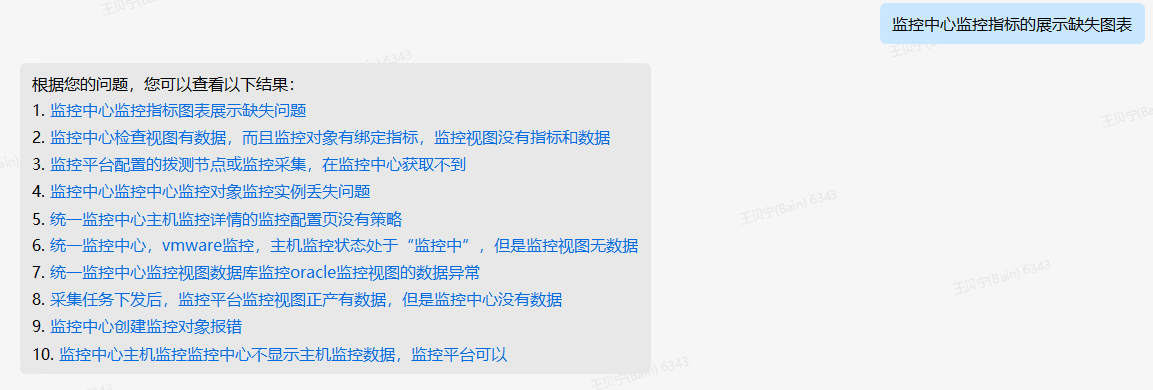 王贝宁(Bain) 6343
监控中心监控指标的展示缺失图表
根据您的问题，您可以查看以下结果：
1. 监控中心监控指标图表展示缺失问题
2. 监控中心检查视图有数据，而且监控对象有绑定指标，监控视图没有指标和数据
3. 监控平台配置的拨测节点或监控采集，在监控中心获取不到
4. 监控中心监控中心监控对象监控实例丢失问题
5. 统一监控中心主机监控详情的监控配置页没有策略
6. 统一监控中心，vmware监控，主机监控状态处于“监控中”，但是监控视图无数据
7. 统一监控中心监控视图数据库监控oracle监控视图的数据异常
8. 采集任务下发后，监控平台监控视图正产有数据，但是监控中心没有数据
9. 监控中心创建监控对象报错
10. 监控中心主机监控监控中心不显示主机监控数据，监控平台可以
王贝宁(Bain) 6343
王贝宁(Bain) 6343
王贝宁(Bain) 6343